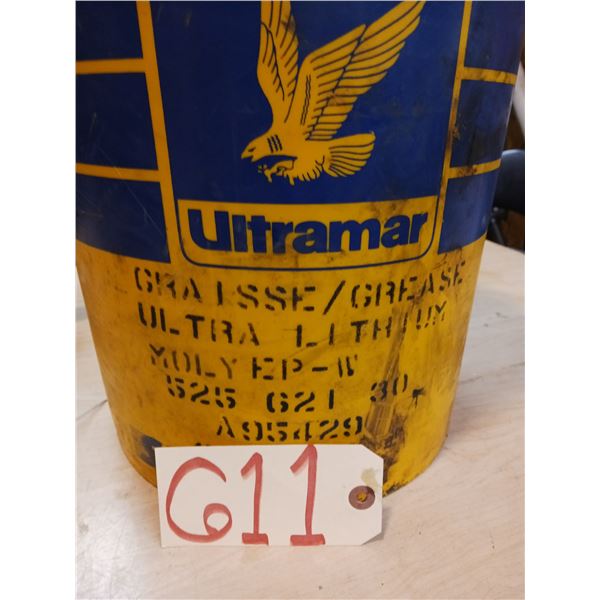 Ultramar
GRAISSE/GREASE
ULTRA LITHIUM
MOLY EP-W
525 621 30
A95429
611